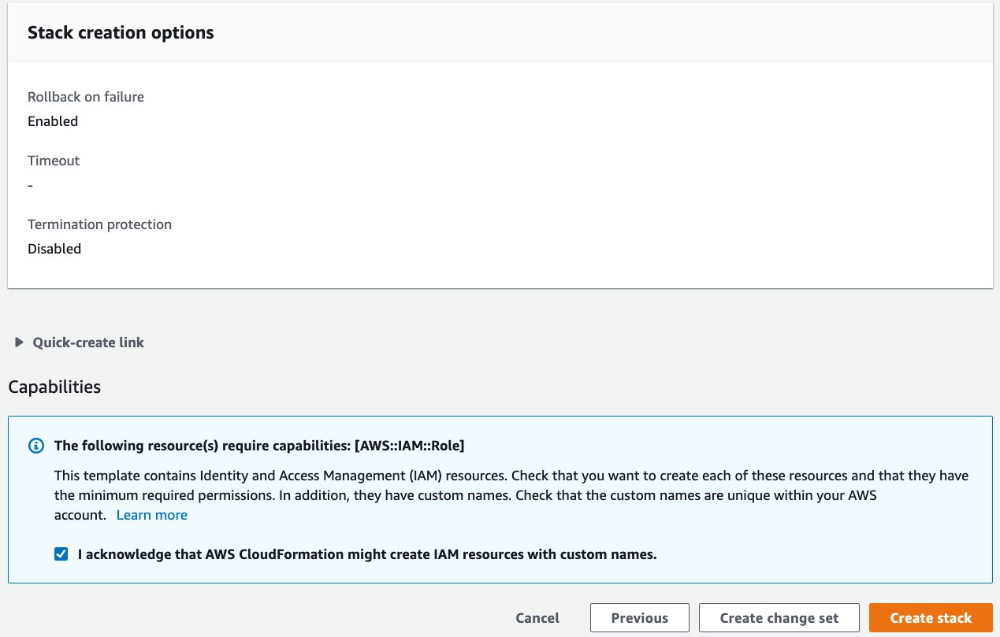 Stack creation options
Rollback on failure
Enabled
Timeout
-
Termination protection
Disabled
Quick-create link
Capabilities
The following resource(s) require capabilities: [AWS::IAM::Role]
This template contains Identity and Access Management (IAM) resources. Check that you want to create each of these resources and that they have
the minimum required permissions. In addition, they have custom names. Check that the custom names are unique within your AWS
account. Learn more
I acknowledge that AWS CloudFormation might create IAM resources with custom names.
Cancel Previous Create change set Create stack